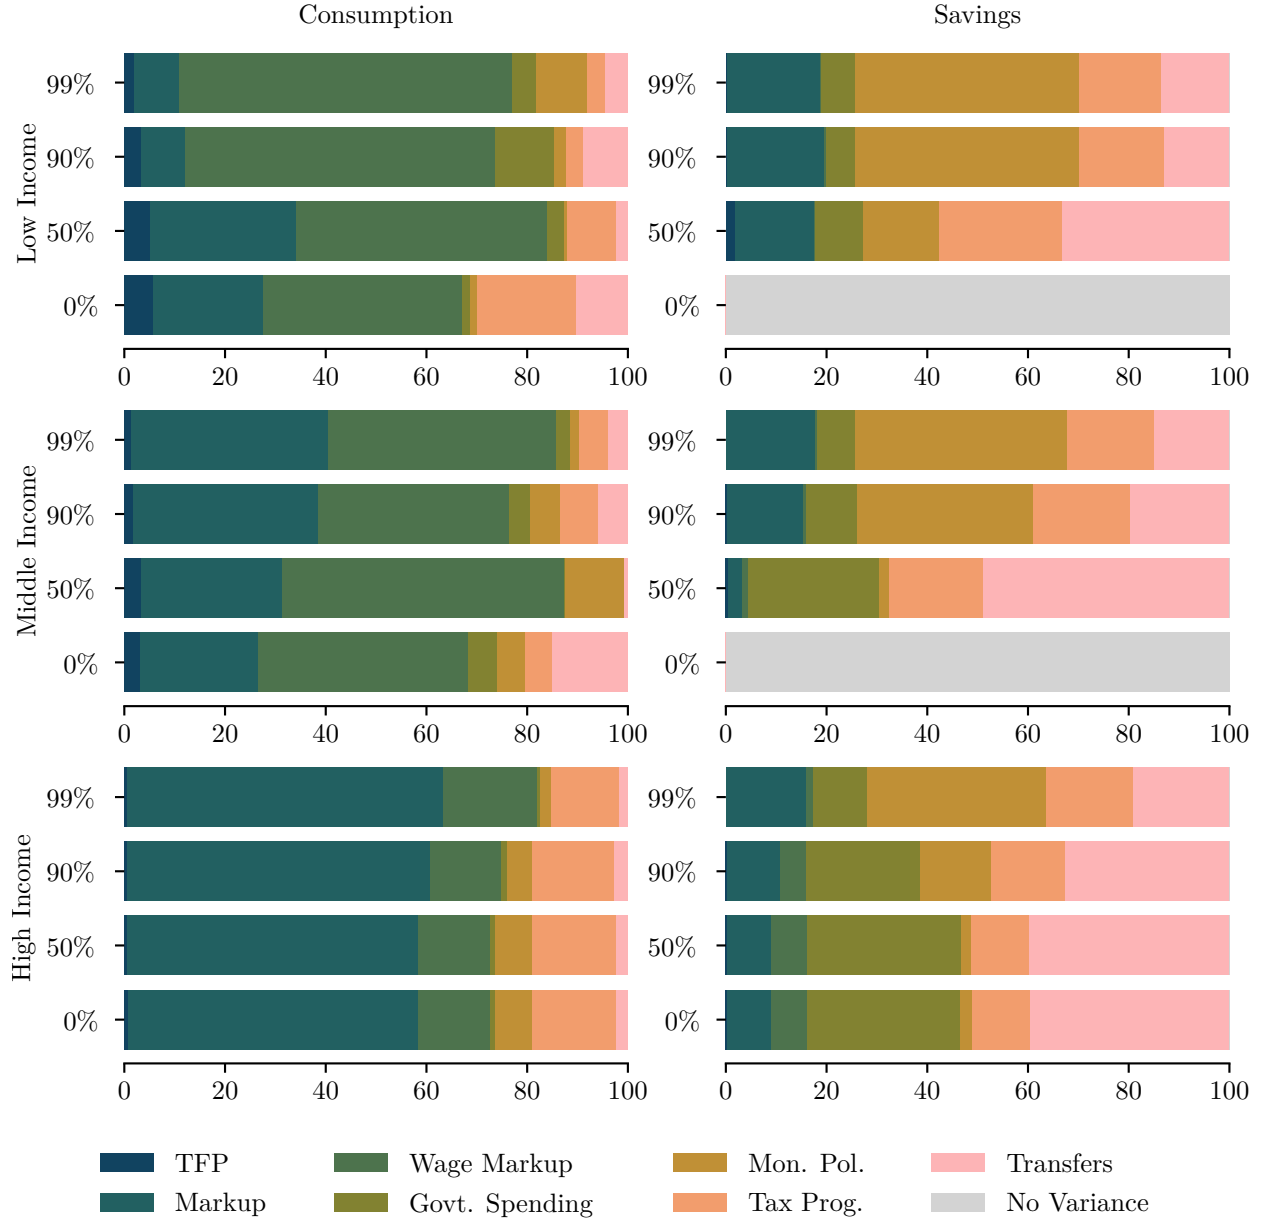 Consumption
Savings
Low Income
99%
90%
50%
0%
0 20 40 60 80 100
99%
90%
50%
0%
0 20 40 60 80 100
Middle Income
99%
90%
50%
0%
0 20 40 60 80 100
99%
90%
50%
0%
0 20 40 60 80 100
High Income
99%
90%
50%
0%
0 20 40 60 80 100
99%
90%
50%
0%
0 20 40 60 80 100
TFP
Markup
Wage Markup
Govt. Spending
Mon. Pol.
Tax Prog.
Transfers
No Variance